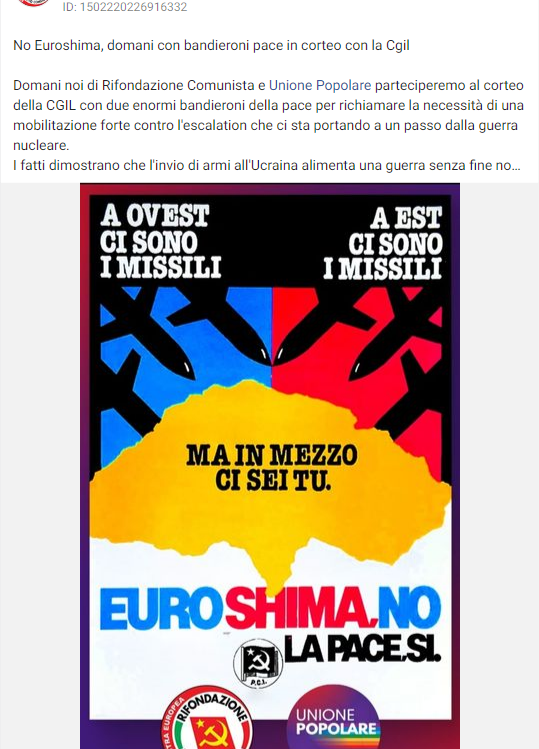 ID: 1502220226916332
No Euroshima, domani con bandieroni pace in corteo con la Cgil
Domani noi di Rifondazione Comunista e Unione Popolare parteciperemo al corteo
della CGIL con due enormi bandieroni della pace per richiamare la necessità di una
mobilitazione forte contro l'escalation che ci sta portando a un passo dalla guerra
nucleare.
I fatti dimostrano che l'invio di armi all'Ucraina alimenta una guerra senza fine no...
A OVEST
CI SONO
I MISSILI
A EST
CI SONO
I MISSILI
MA IN MEZZO
CI SEI TU.
EUROSHIMA.NO
LA PACE.SI.
P.C.I.
RIFONDAZIONE
EUROPEA
UNIONE
POPOLARE